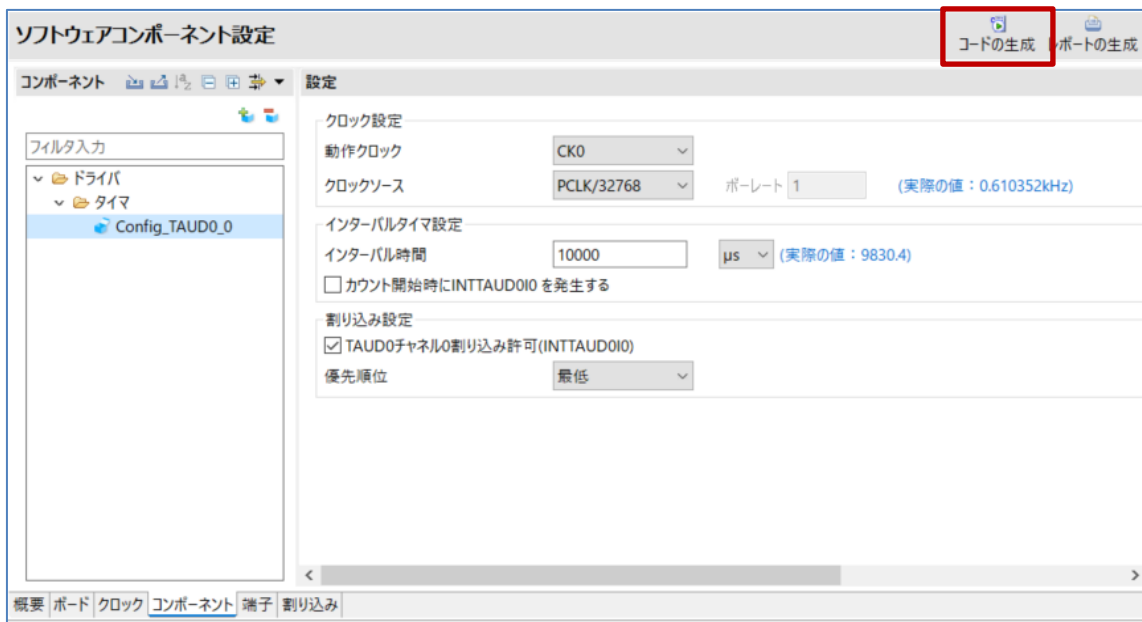 ソフトウェアコンポーネント設定
コードの生成
レポートの生成
コンポーネント
設定
フィルタ入力
ドライバ
タイマ
Config_TAUD0_0
クロック設定
動作クロック CK0
クロックソース PCLK/32768 ボーレート 1 (実際の値：0.610352kHz)
インターバルタイマ設定
インターバル時間 10000 μs (実際の値：9830.4)
カウント開始時にINTTAUD0I0 を発生する
割り込み設定
TAUD0チャネル0割り込み許可(INTTAUD0I0)
優先順位 最低
概要 ボード クロック コンポーネント 端子 割り込み